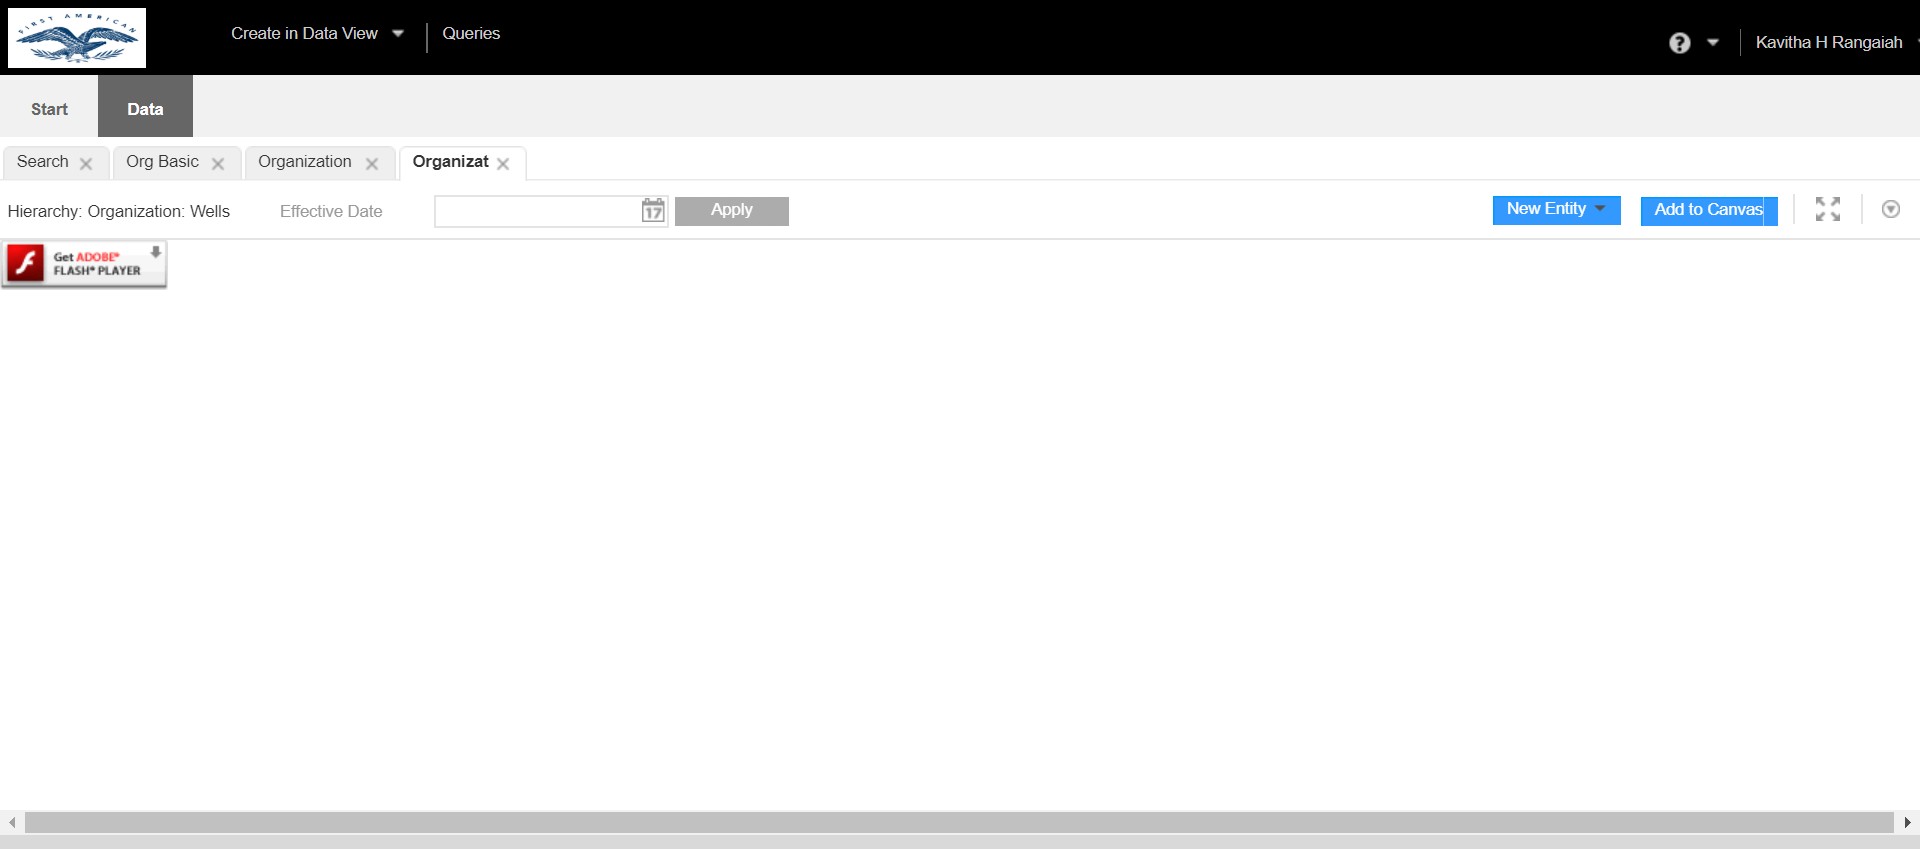 FIRST AMERICAN
Create in Data View
Queries
?
Kavitha H Rangaiah
Start
Data
Search
Org Basic
Organization
Organizat
Hierarchy: Organization: Wells
Effective Date
17
Apply
New Entity
Add to Canvas
Get ADOBE®
FLASH® PLAYER